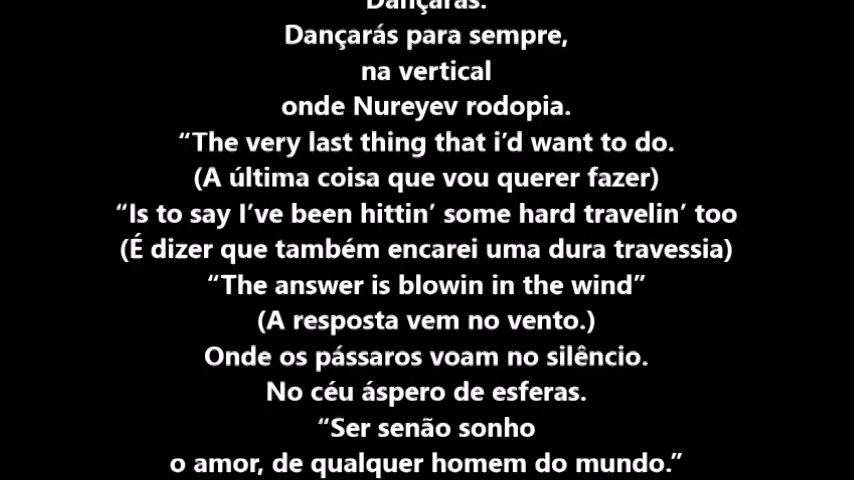 Dançarás.
Dançarás para sempre,
na vertical
onde Nureyev rodopia.
“The very last thing that i’d want to do.
(A última coisa que vou querer fazer)
“Is to say I’ve been hittin’ some hard travelin’ too
(É dizer que também encarei uma dura travessia)
“The answer is blowin in the wind”
(A resposta vem no vento.)
Onde os pássaros voam no silêncio.
No céu áspero de esferas.
“Ser senão sonho
o amor, de qualquer homem do mundo.”